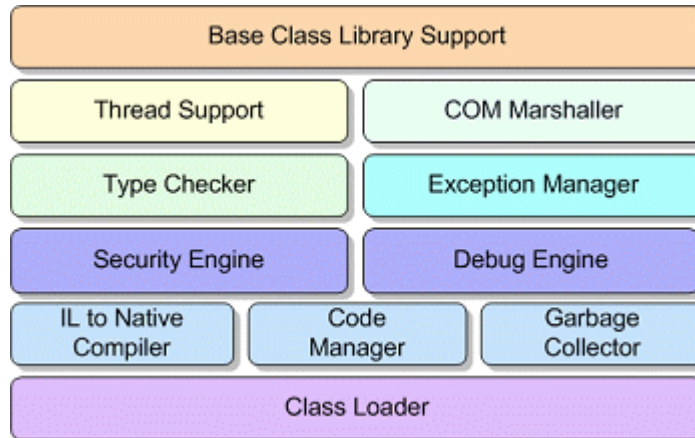 Base Class Library Support
Thread Support
COM Marshaller
Type Checker
Exception Manager
Security Engine
Debug Engine
IL to Native
Compiler
Code
Manager
Garbage
Collector
Class Loader